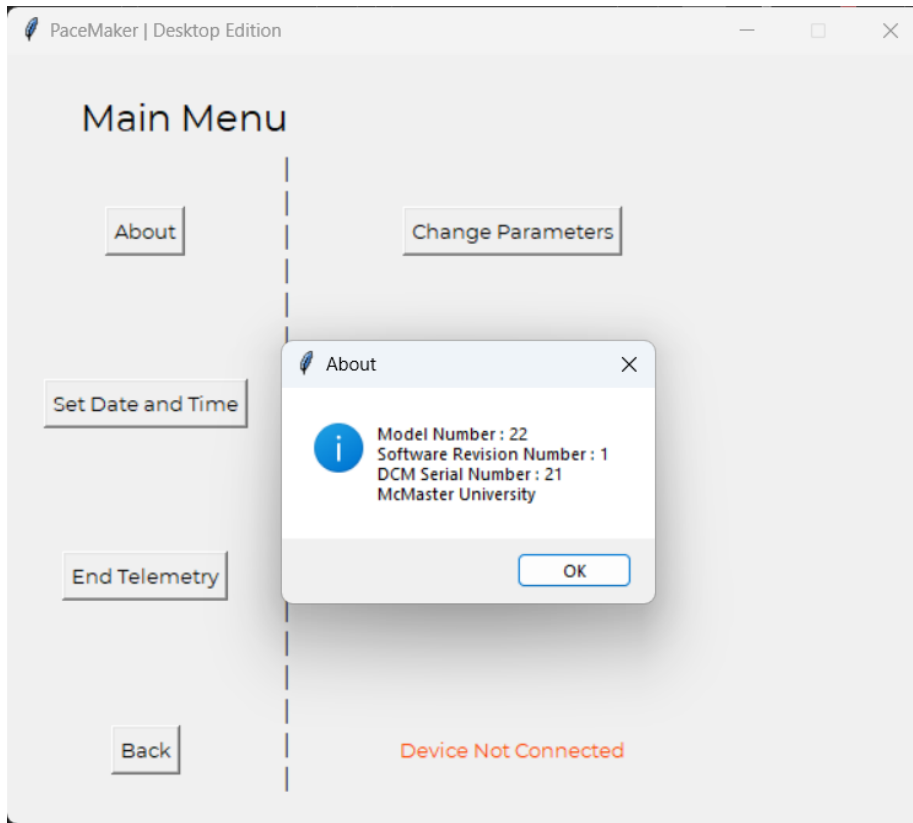 PaceMaker | Desktop Edition
Main Menu
About
Change Parameters
Set Date and Time
End Telemetry
Back
Device Not Connected
About
Model Number : 22
Software Revision Number : 1
DCM Serial Number : 21
McMaster University
OK